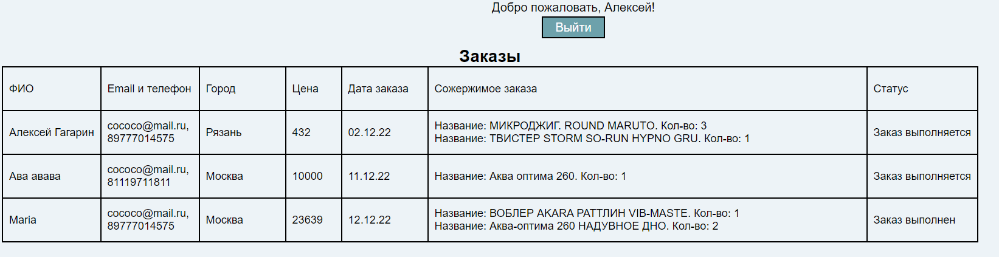 Добро пожаловать, Алексей!
Выйти
Заказы
ФИО
Email и телефон
Город
Цена
Дата заказа
Сожержимое заказа
Статус
Алексей Гагарин
cococo@mail.ru,
89777014575
Рязань
432
02.12.22
Название: МИКРОДЖИГ. ROUND MARUTO. Кол-во: 3
Название: ТВИСТЕР STORM SO-RUN HYPNO GRU. Кол-во: 1
Заказ выполняется
Ава авава
cococo@mail.ru,
81119711811
Москва
10000
11.12.22
Название: Аква оптима 260. Кол-во: 1
Заказ выполняется
Maria
cococo@mail.ru,
89777014575
Москва
23639
12.12.22
Название: ВОБЛЕР AKARA РАТТЛИН VIB-MASTE. Кол-во: 1
Название: Аква-оптима 260 НАДУВНОЕ ДНО. Кол-во: 2
Заказ выполнен